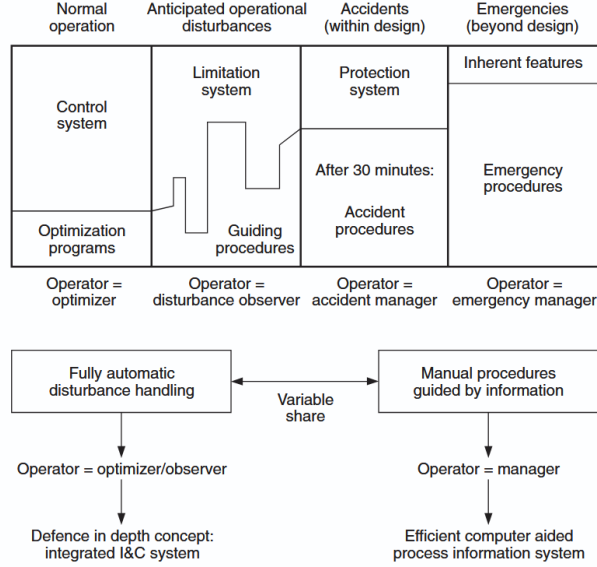 Normal
operation
Anticipated operational
disturbances
Accidents
(within design)
Emergencies
(beyond design)
Control
system
Optimization
programs
Limitation
system
Guiding
procedures
Protection
system
After 30 minutes:
Accident
procedures
Inherent features
Emergency
procedures
Operator =
optimizer
Operator =
disturbance observer
Operator =
accident manager
Operator =
emergency manager
Fully automatic
disturbance handling
Variable
share
Manual procedures
guided by information
Operator = optimizer/observer
Operator = manager
Defence in depth concept:
integrated I&C system
Efficient computer aided
process information system